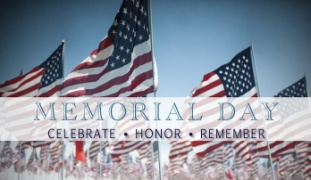 MEMORIAL DAY
CELEBRATE • HONOR • REMEMBER